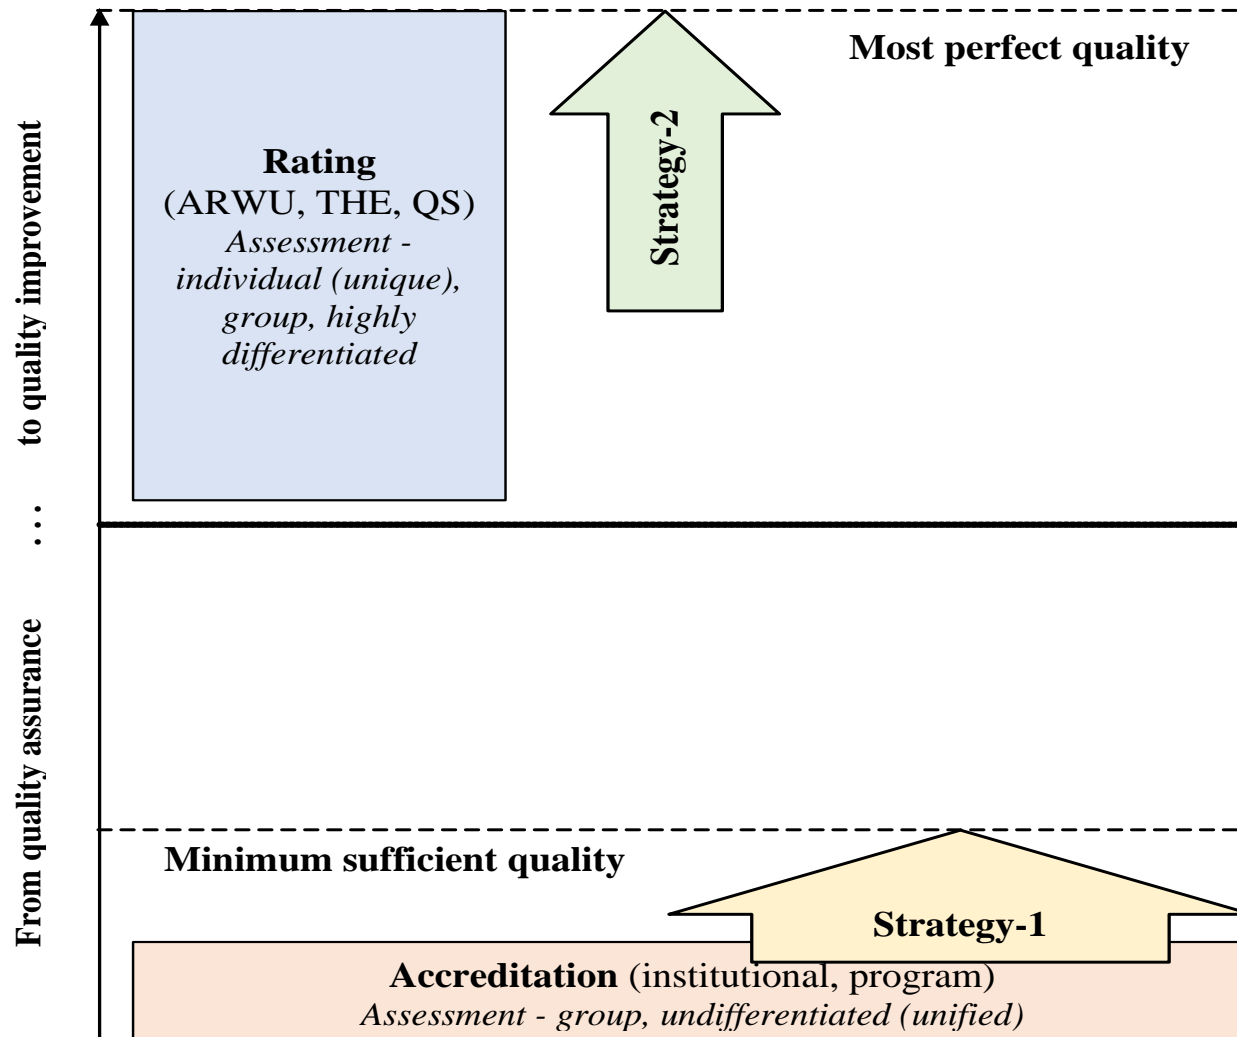 Most perfect quality
Rating
(ARWU, THE, QS)
Assessment -
individual (unique),
group, highly
differentiated
Strategy-2
From quality assurance ... to quality improvement
Minimum sufficient quality
Strategy-1
Accreditation (institutional, program)
Assessment - group, undifferentiated (unified)